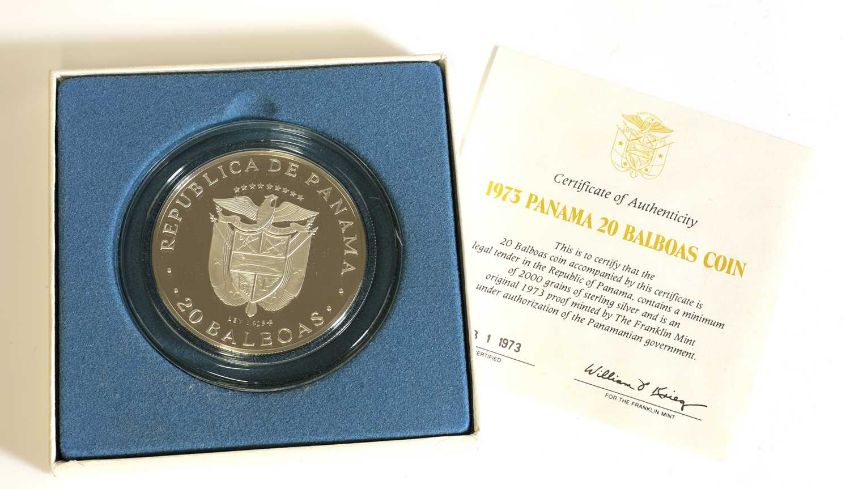 REPUBLICA DE PANAMA
20 BALBOAS
Certificate of Authenticity
1973 PANAMA 20 BALBOAS COIN
This is to certify that the
20 Balboas coin accompanied by this certificate is
legal tender in the Republic of Panama, contains a minimum
of 2000 grains of sterling silver and is an
original 1973 proof minted by The Franklin Mint
under authorization of the Panamanian government.
1 1973
William J Krieg
FOR THE FRANKLIN MINT